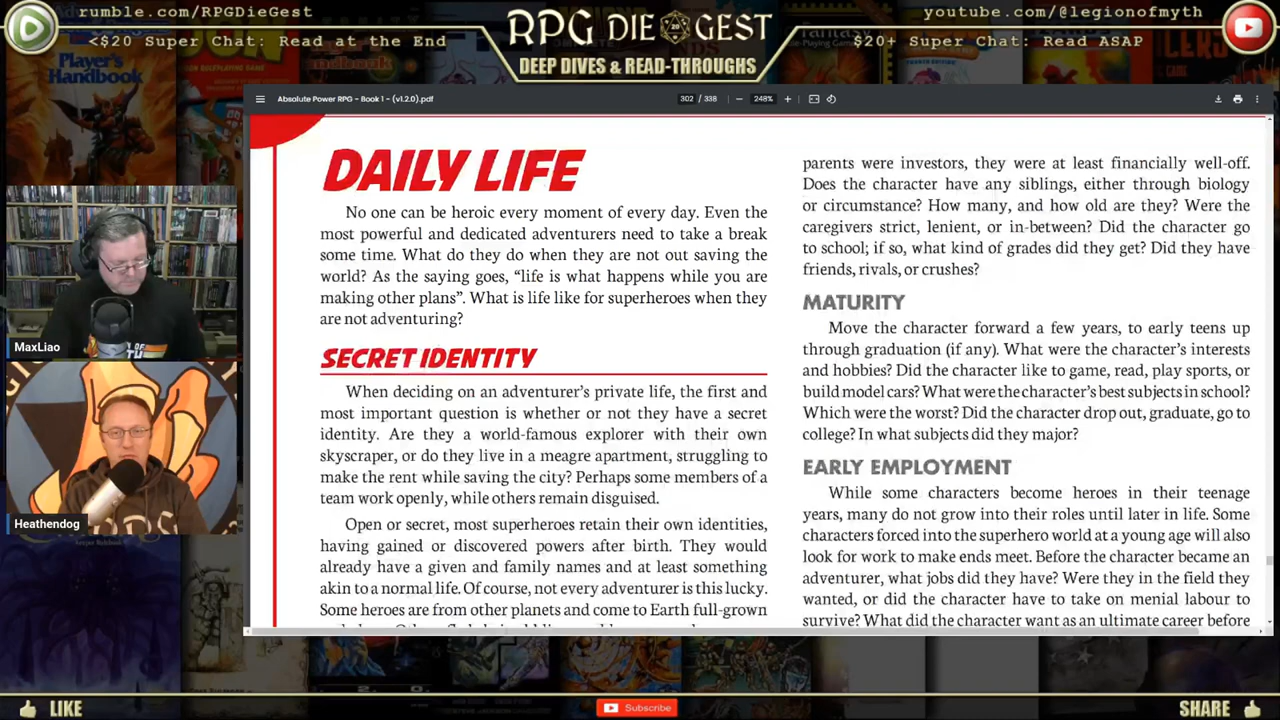 rumble.com/RPGDieGest
<$20 Super Chat: Read at the End
RPG DIE GEST
DEEP DIVES & READ-THROUGHS
youtube.com/@legionofmyth
$20+ Super Chat: Read ASAP
Player's
Handbook
Absolute Power RPG - Book 1 - (v1.2.0).pdf
302 / 338
248%
DAILY LIFE
No one can be heroic every moment of every day. Even the
most powerful and dedicated adventurers need to take a break
some time. What do they do when they are not out saving the
world? As the saying goes, “life is what happens while you are
making other plans”. What is life like for superheroes when they
are not adventuring?
SECRET IDENTITY
When deciding on an adventurer’s private life, the first and
most important question is whether or not they have a secret
identity. Are they a world-famous explorer with their own
skyscraper, or do they live in a meagre apartment, struggling to
make the rent while saving the city? Perhaps some members of a
team work openly, while others remain disguised.
Open or secret, most superheroes retain their own identities,
having gained or discovered powers after birth. They would
already have a given and family names and at least something
akin to a normal life. Of course, not every adventurer is this lucky.
Some heroes are from other planets and come to Earth full-grown
parents were investors, they were at least financially well-off.
Does the character have any siblings, either through biology
or circumstance? How many, and how old are they? Were the
caregivers strict, lenient, or in-between? Did the character go
to school; if so, what kind of grades did they get? Did they have
friends, rivals, or crushes?
MATURITY
Move the character forward a few years, to early teens up
through graduation (if any). What were the character’s interests
and hobbies? Did the character like to game, read, play sports, or
build model cars? What were the character’s best subjects in school?
Which were the worst? Did the character drop out, graduate, go to
college? In what subjects did they major?
EARLY EMPLOYMENT
While some characters become heroes in their teenage
years, many do not grow into their roles until later in life. Some
characters forced into the superhero world at a young age will also
look for work to make ends meet. Before the character became an
adventurer, what jobs did they have? Were they in the field they
wanted, or did the character have to take on menial labour to
survive? What did the character want as an ultimate career before
MaxLiao
Heathendog
LIKE
Subscribe
SHARE